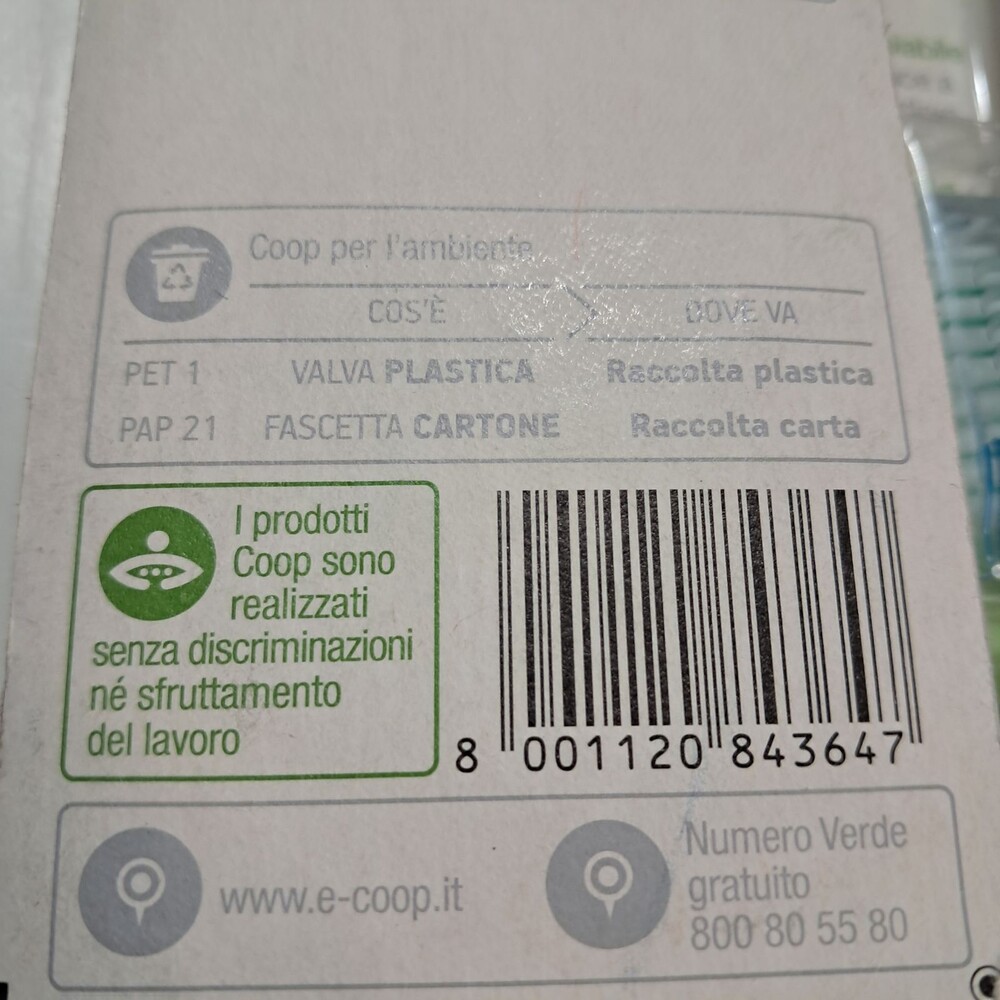 Coop per l'ambiente
COS'È DOVE VA
PET 1 VALVA PLASTICA Raccolta plastica
PAP 21 FASCETTA CARTONE Raccolta carta
I prodotti
Coop sono
realizzati
senza discriminazioni
né sfruttamento
del lavoro
8 001120 843647
www.e-coop.it
Numero Verde
gratuito
800 80 55 80